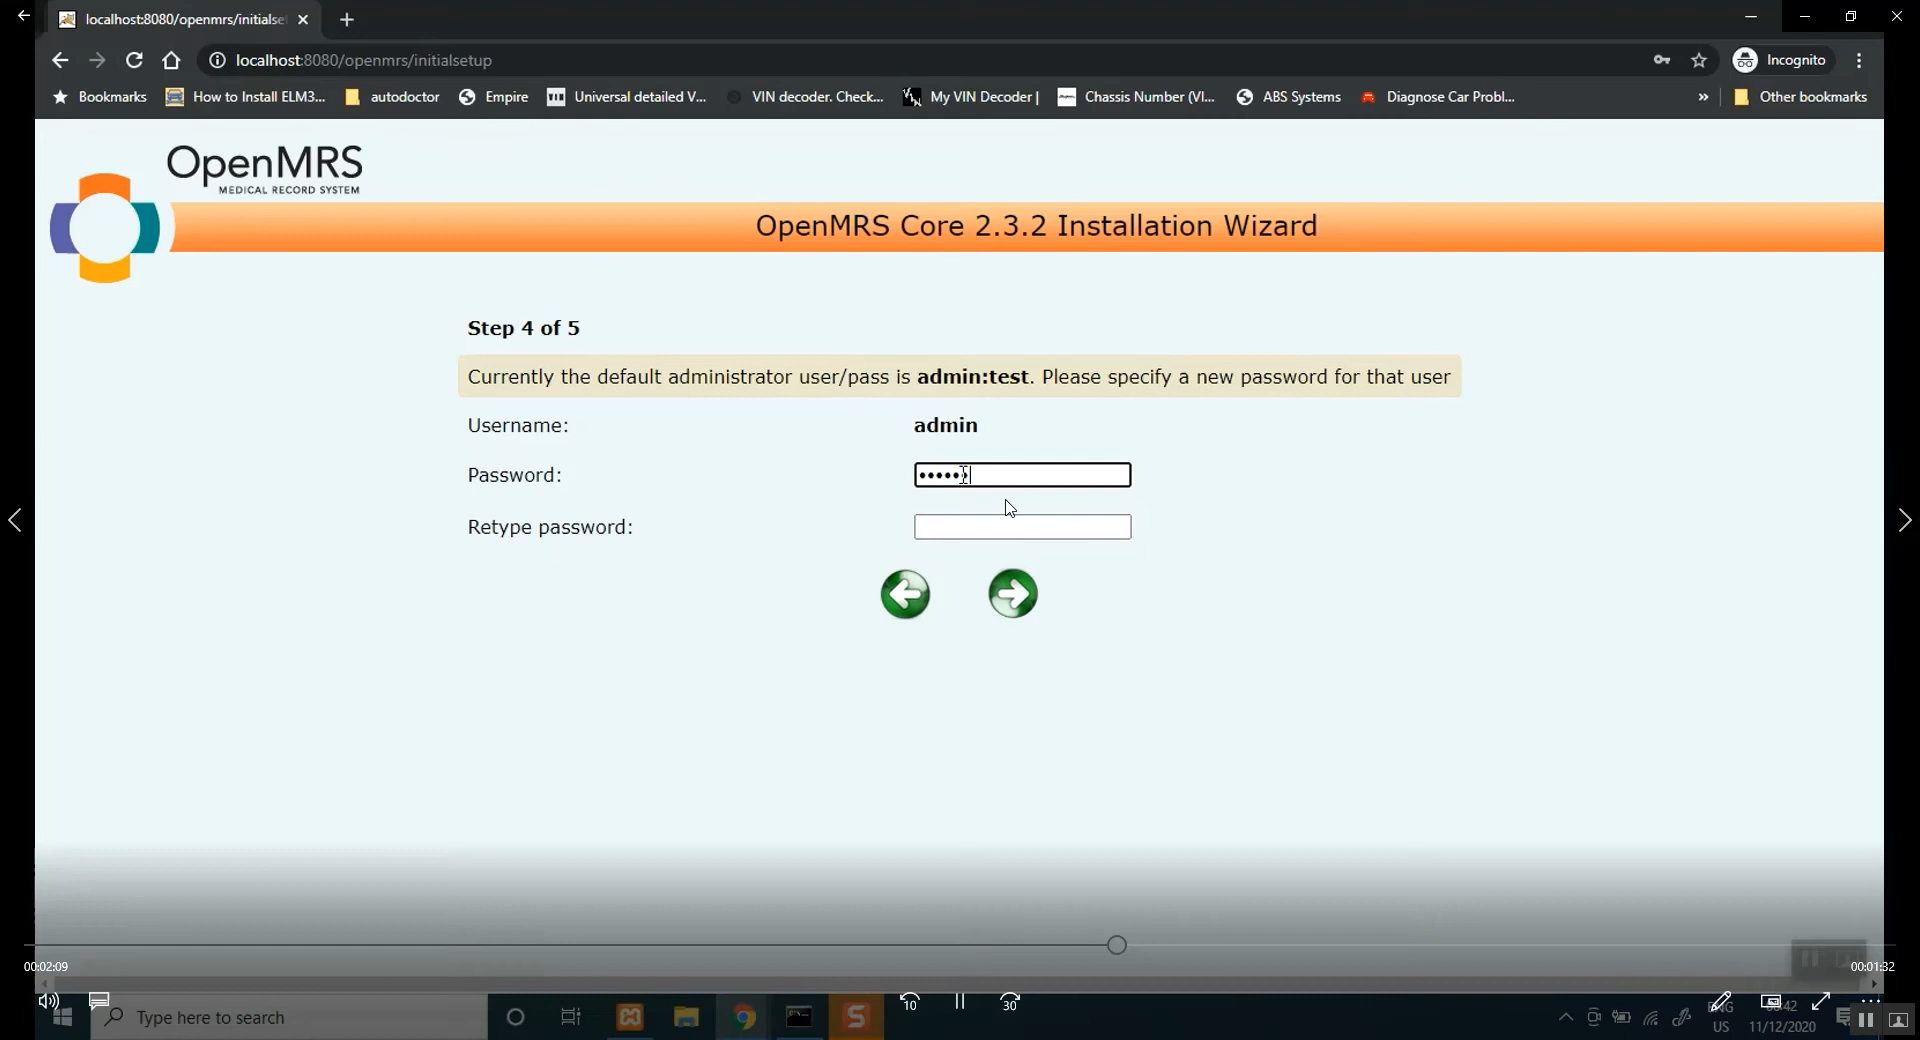 localhost:8080/openmrs/initialse
localhost:8080/openmrs/initialsetup
Incognito
Bookmarks
How to Install ELM3...
autodoctor
Empire
Universal detailed V...
VIN decoder. Check...
My VIN Decoder |
Chassis Number (VI...
ABS Systems
Diagnose Car Probl...
»
Other bookmarks
OpenMRS
MEDICAL RECORD SYSTEM
OpenMRS Core 2.3.2 Installation Wizard
Step 4 of 5
Currently the default administrator user/pass is admin:test. Please specify a new password for that user
Username:
admin
Password:
Retype password:
00:02:09
00:01:32
Type here to search
10
30
US
11/12/2020